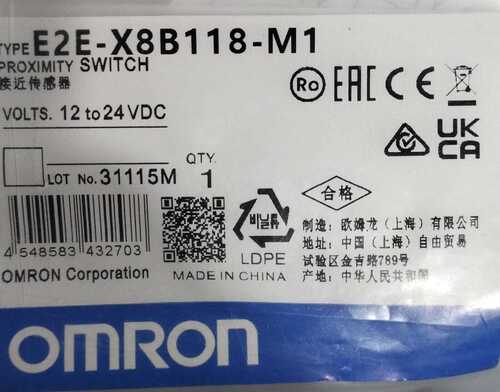 TYPE E2E-X8B118-M1
PROXIMITY SWITCH
接近传感器
Ro EAC CE
VOLTS. 12 to 24 VDC
UK
CA
QTY.
LOT No. 31115M 1
合格
비닐류
LDPE
制造：欧姆龙（上海）有限公司
地址：中国（上海）自由贸易
试验区金吉路789号
产地：中华人民共和国
4 548583 432703
MADE IN CHINA
OMRON Corporation
OMRON